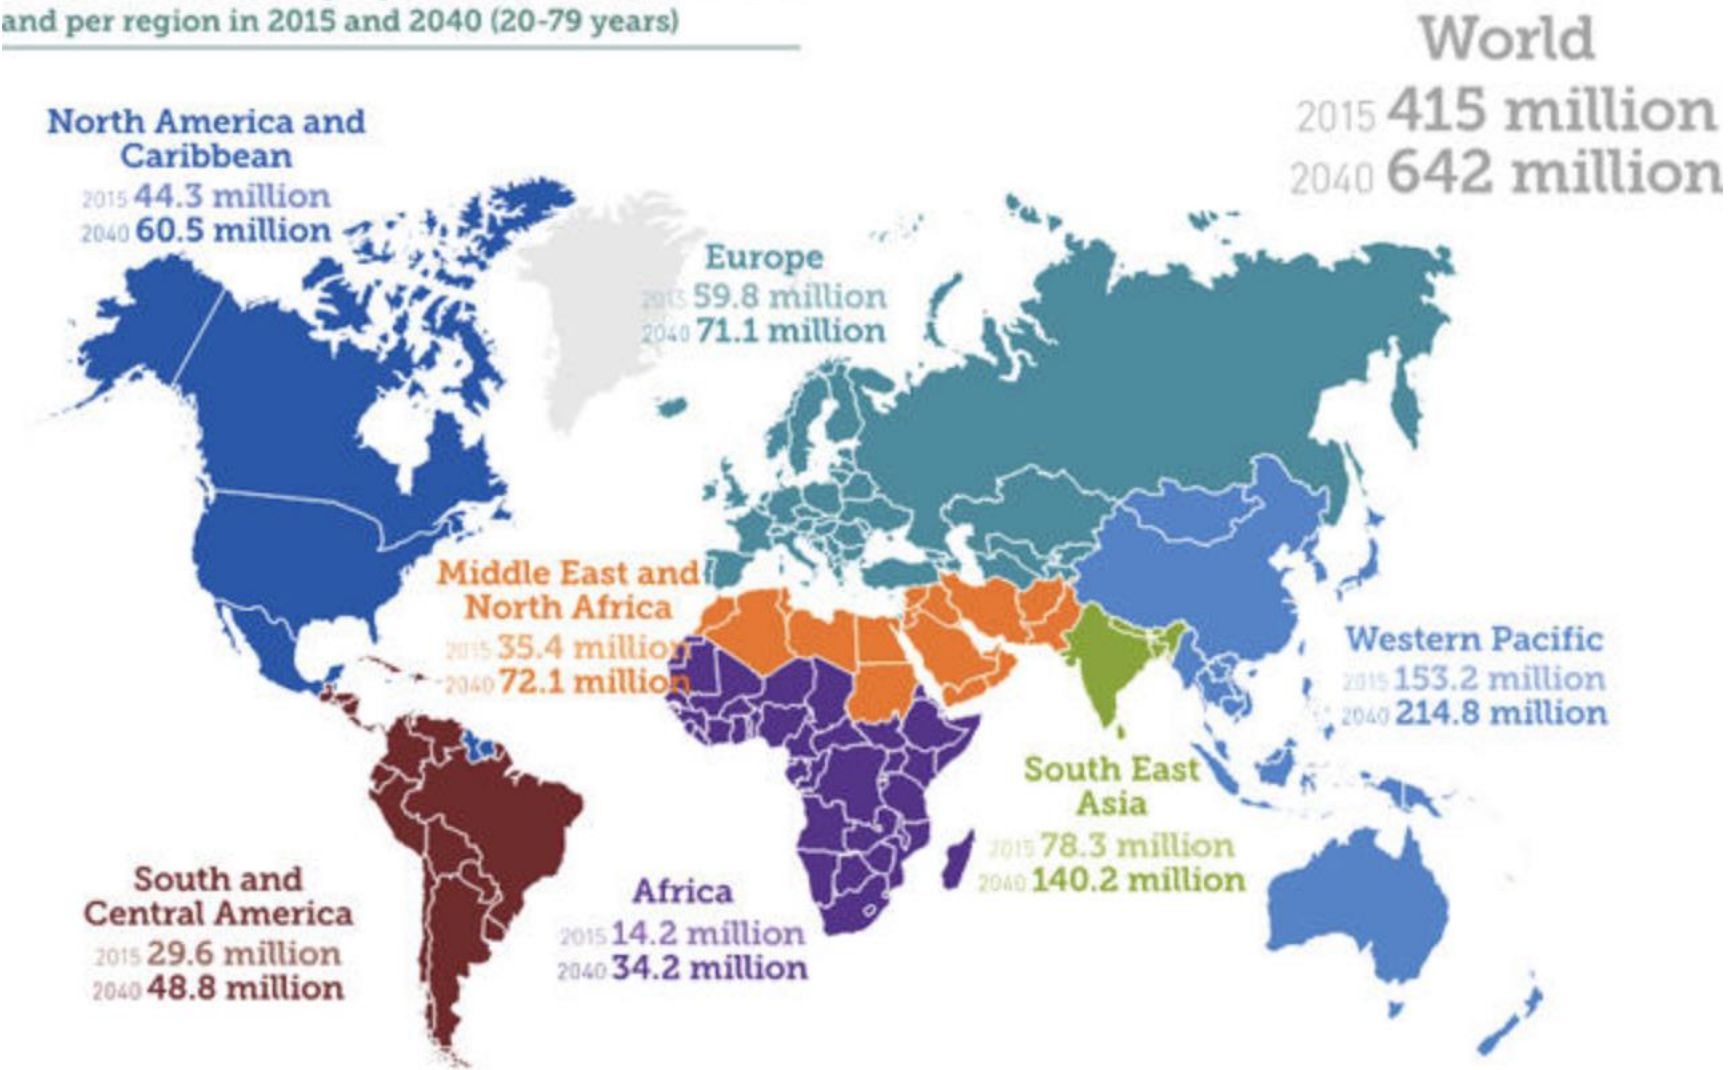 and per region in 2015 and 2040 (20-79 years)
World
2015 415 million
2040 642 million
North America and
Caribbean
2015 44.3 million
2040 60.5 million
Europe
2015 59.8 million
2040 71.1 million
Middle East and
North Africa
2015 35.4 million
2040 72.1 million
Western Pacific
2015 153.2 million
2040 214.8 million
South East
Asia
2015 78.3 million
2040 140.2 million
South and
Central America
2015 29.6 million
2040 48.8 million
Africa
2015 14.2 million
2040 34.2 million